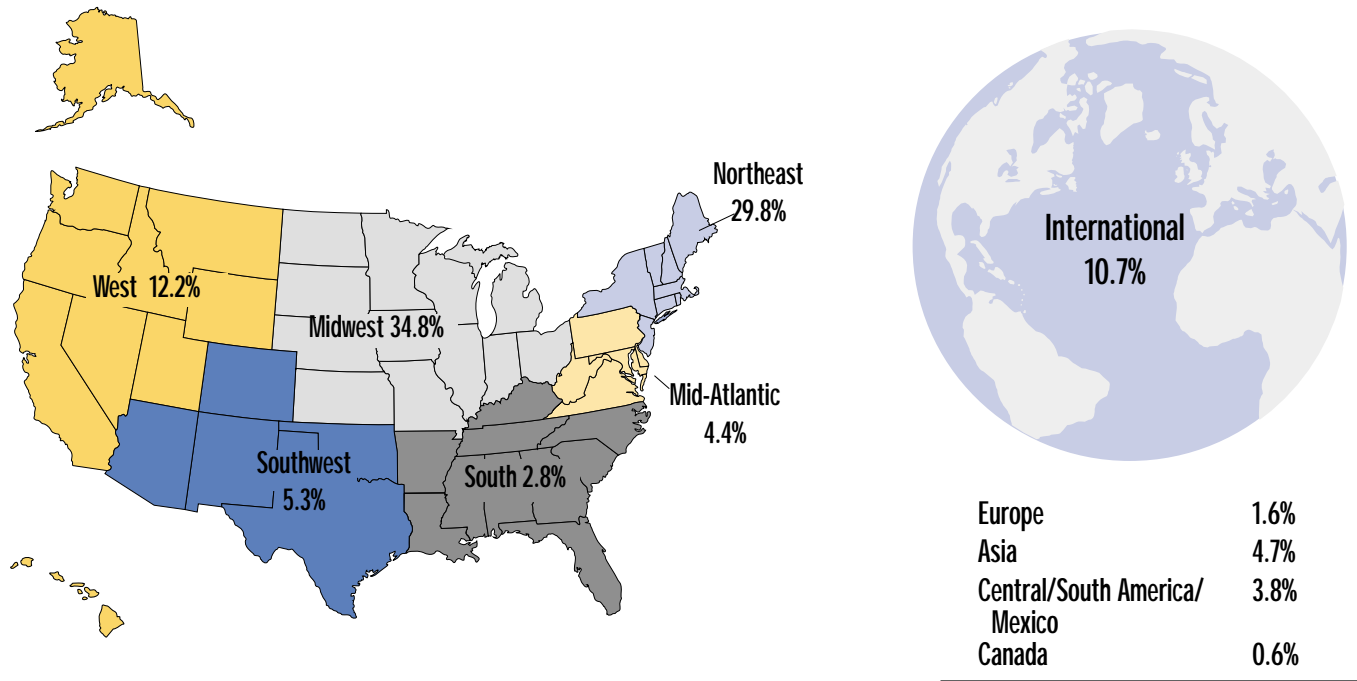 Northeast
29.8%
West 12.2%
Midwest 34.8%
Mid-Atlantic
4.4%
Southwest
5.3%
South 2.8%
International
10.7%
Europe 1.6%
Asia 4.7%
Central/South America/ 3.8%
Mexico
Canada 0.6%